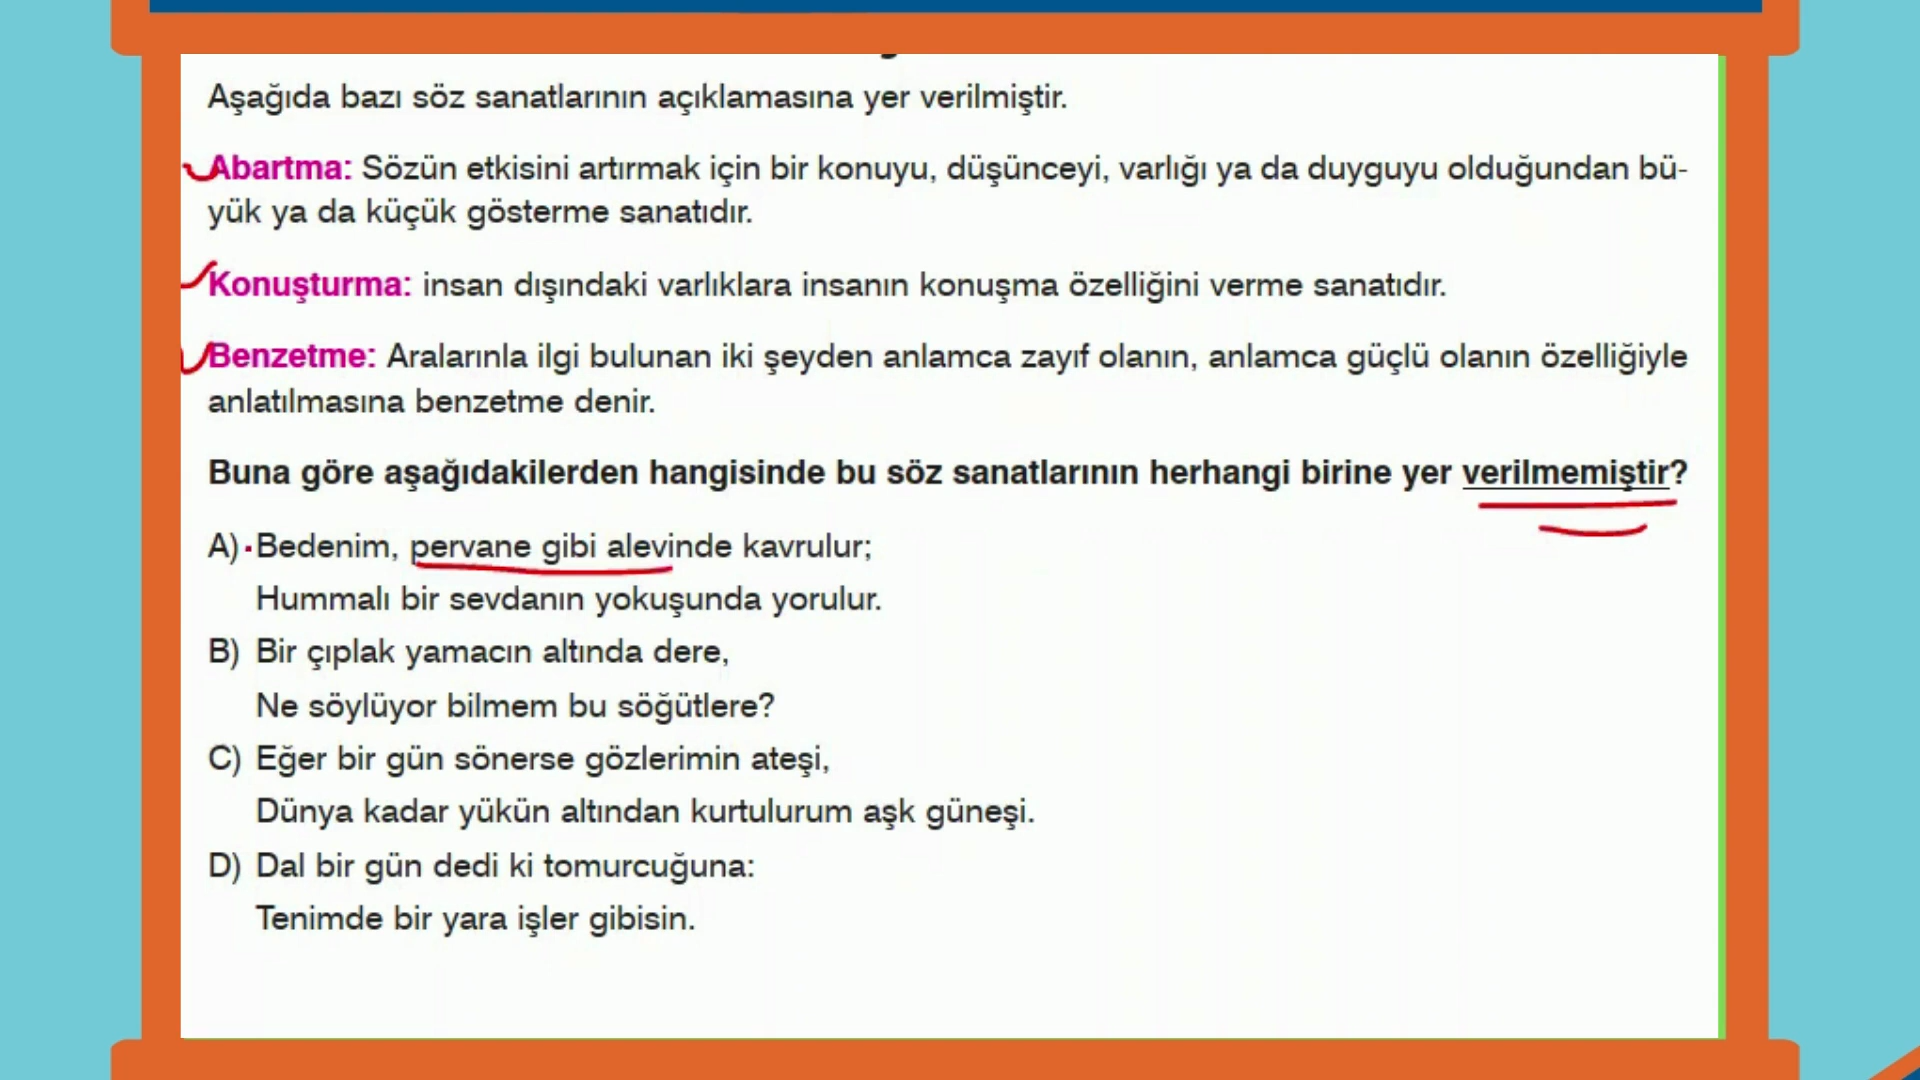 Aşağıda bazı söz sanatlarının açıklamasına yer verilmiştir.
Abartma: Sözün etkisini artırmak için bir konuyu, düşünceyi, varlığı ya da duyguyu olduğundan bü-
yük ya da küçük gösterme sanatıdır.
Konuşturma: insan dışındaki varlıklara insanın konuşma özelliğini verme sanatıdır.
Benzetme: Aralarınla ilgi bulunan iki şeyden anlamca zayıf olanın, anlamca güçlü olanın özelliğiyle
anlatılmasına benzetme denir.
Buna göre aşağıdakilerden hangisinde bu söz sanatlarının herhangi birine yer verilmemiştir?
A) Bedenim, pervane gibi alevinde kavrulur;
Hummalı bir sevdanın yokuşunda yorulur.
B) Bir çıplak yamacın altında dere,
Ne söylüyor bilmem bu söğütlere?
C) Eğer bir gün sönerse gözlerimin ateşi,
Dünya kadar yükün altından kurtulurum aşk güneşi.
D) Dal bir gün dedi ki tomurcuğuna:
Tenimde bir yara işler gibisin.